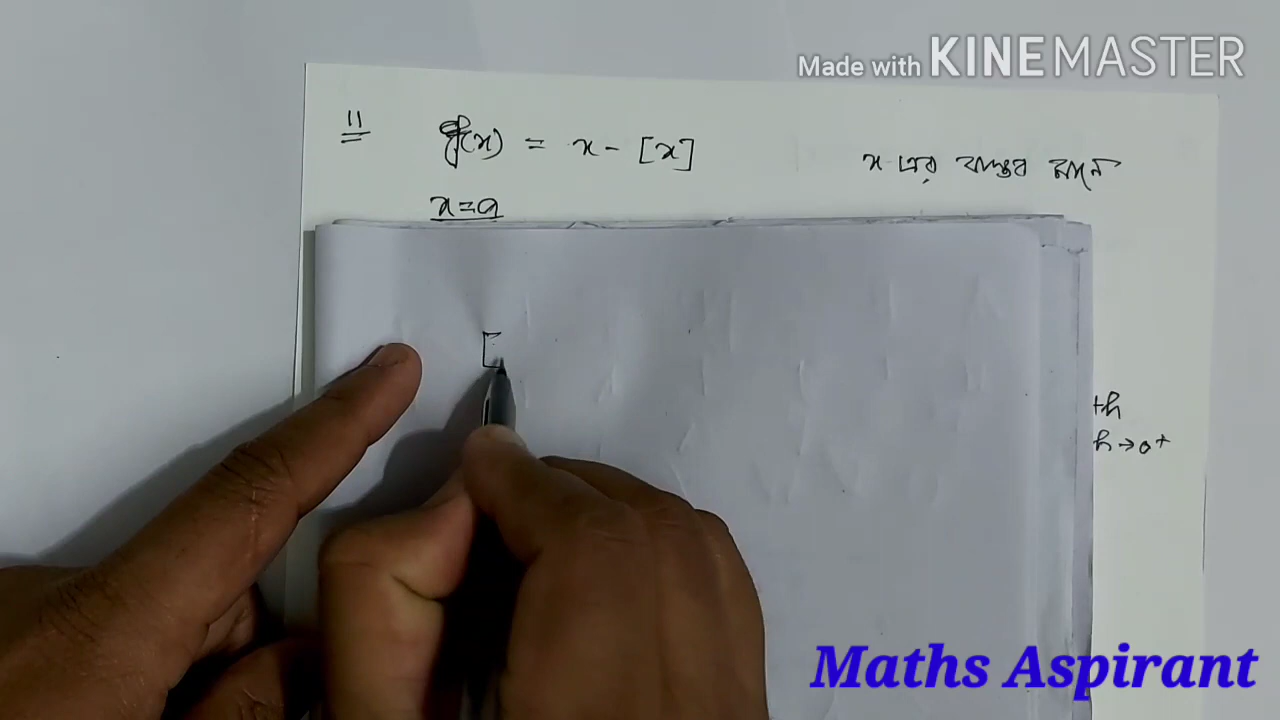 Made with KINEMASTER
11 f(x) = x - [x]
x এর বাস্তব মানে
x = a
+h
h → 0+
[
Maths Aspirant